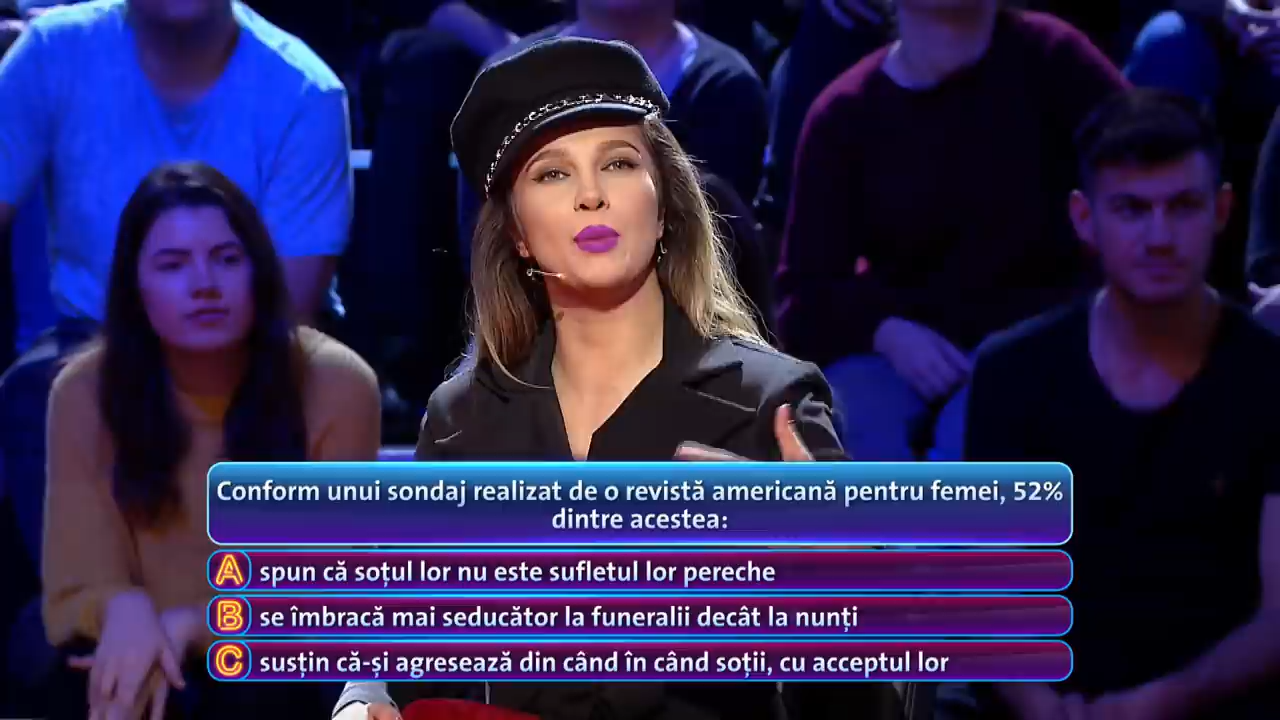 Conform unui sondaj realizat de o revistă americană pentru femei, 52%
dintre acestea:
A spun că soțul lor nu este sufletul lor pereche
B se îmbracă mai seducător la funeralii decât la nunți
C susțin că-și agresează din când în când soții, cu acceptul lor